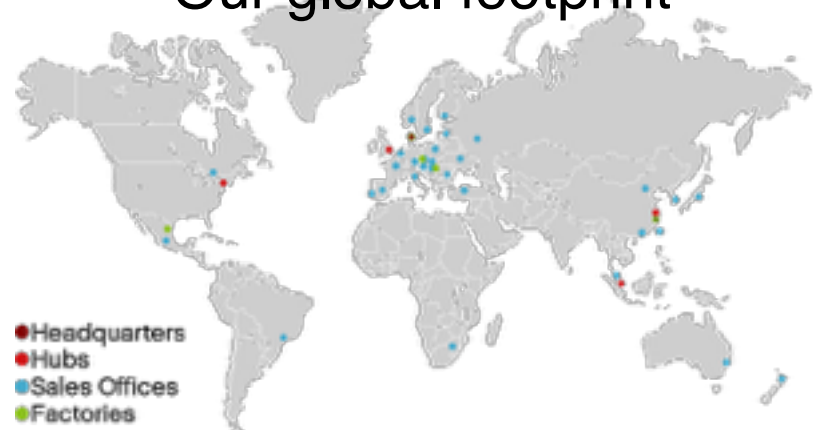 Our global footprint
Headquarters
Hubs
Sales Offices
Factories